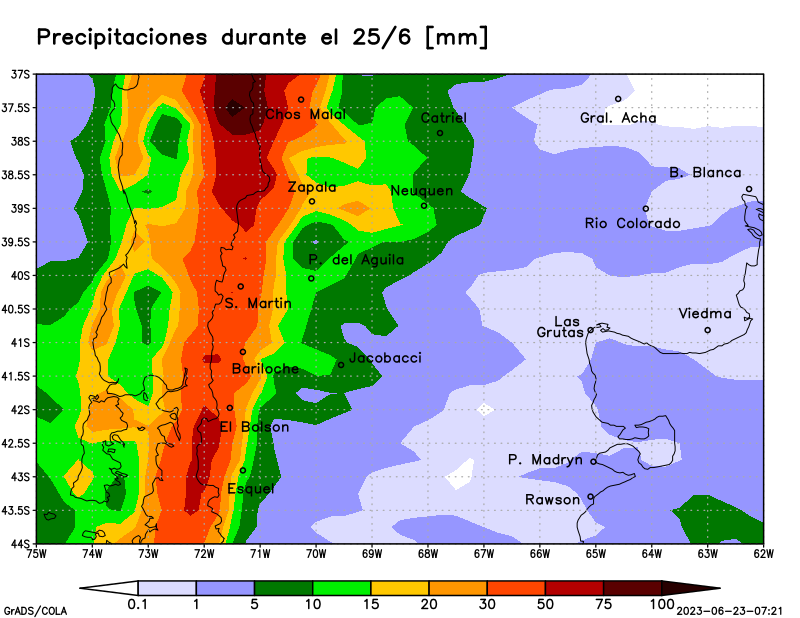 Precipitaciones durante el 25/6 [mm]
37S
37.5S
Chos Malal
Catriel
Gral. Acha
38S
38.5S
B. Blanca
Zapala
Neuquen
39S
Rio Colorado
39.5S
P. del Aguila
40S
S. Martin
40.5S
Viedma
Las
Grutas
41S
Jacobacci
Bariloche
41.5S
42S
El Bolson
42.5S
P. Madryn
43S
Esquel
Rawson
43.5S
44S
75W 74W 73W 72W 71W 70W 69W 68W 67W 66W 65W 64W 63W 62W
0.1 1 5 10 15 20 30 50 75 100
GrADS/COLA
2023-06-23-07:21